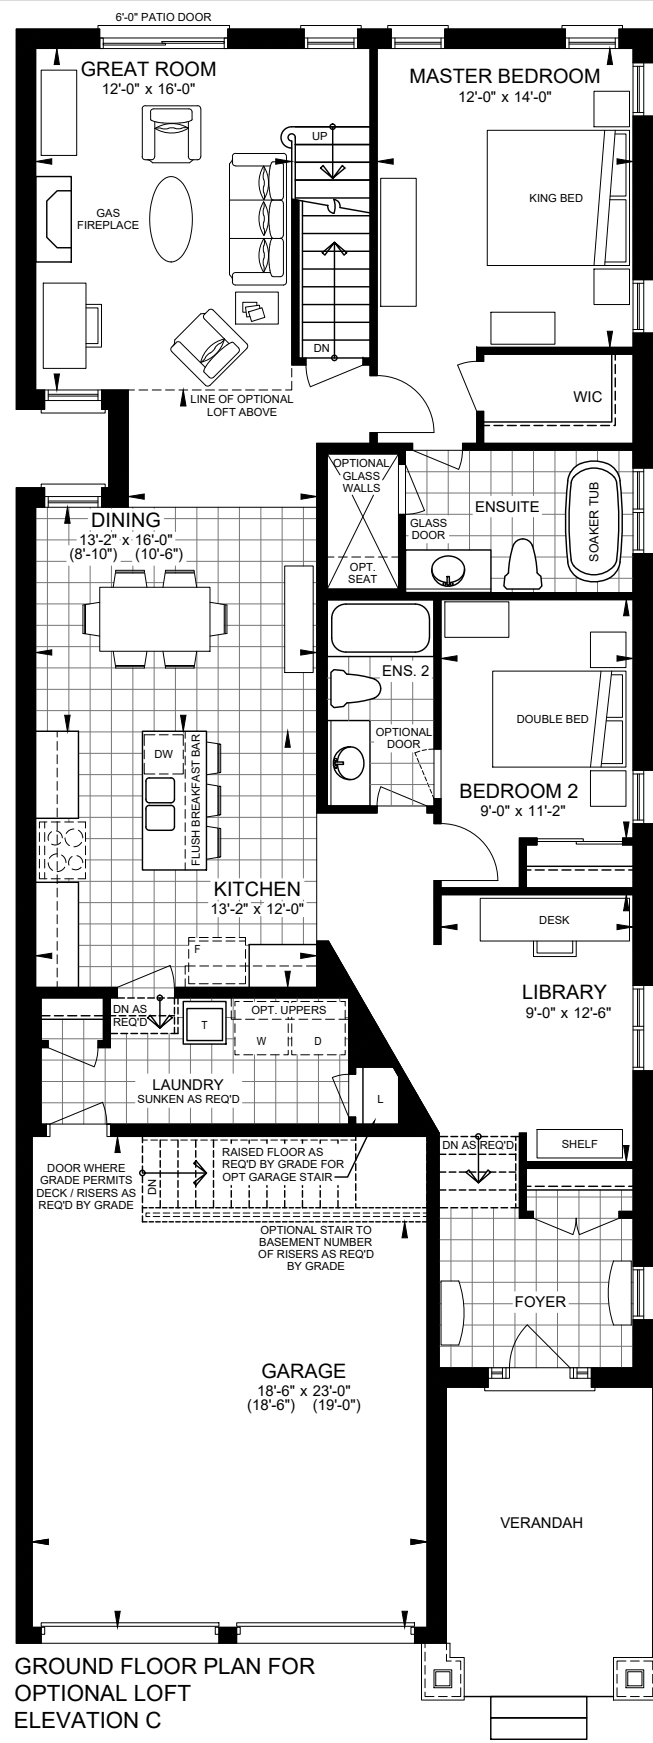 6'-0" PATIO DOOR
GREAT ROOM
12'-0" x 16'-0"
MASTER BEDROOM
12'-0" x 14'-0"
UP
KING BED
GAS
FIREPLACE
DN
LINE OF OPTIONAL
LOFT ABOVE
WIC
OPTIONAL
GLASS
WALLS
OPT.
SEAT
GLASS
DOOR
ENSUITE
SOAKER TUB
DINING
13'-2" x 16'-0"
(8'-10") (10'-6")
ENS. 2
OPTIONAL
DOOR
DOUBLE BED
BEDROOM 2
9'-0" x 11'-2"
DW
FLUSH BREAKFAST BAR
KITCHEN
13'-2" x 12'-0"
F
DESK
LIBRARY
9'-0" x 12'-6"
SHELF
DN AS
REQ'D
T
OPT. UPPERS
W
D
LAUNDRY
SUNKEN AS REQ'D
L
DN AS REQ'D
DOOR WHERE
GRADE PERMITS
DECK / RISERS AS
REQ'D BY GRADE
DN
RAISED FLOOR AS
REQ'D BY GRADE FOR
OPT GARAGE STAIR
OPTIONAL STAIR TO
BASEMENT NUMBER
OF RISERS AS REQ'D
BY GRADE
FOYER
GARAGE
18'-6" x 23'-0"
(18'-6") (19'-0")
VERANDAH
GROUND FLOOR PLAN FOR
OPTIONAL LOFT
ELEVATION C